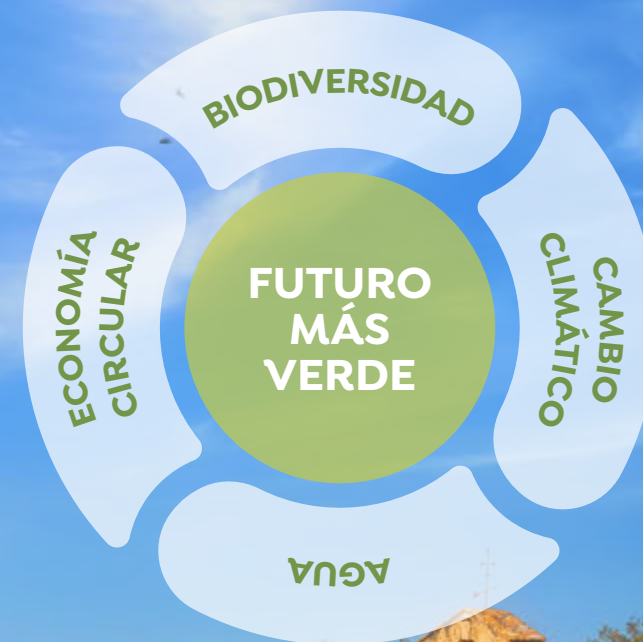 BIODIVERSIDAD
CAMBIO
CLIMÁTICO
AGUA
ECONOMÍA
CIRCULAR
FUTURO
MÁS
VERDE